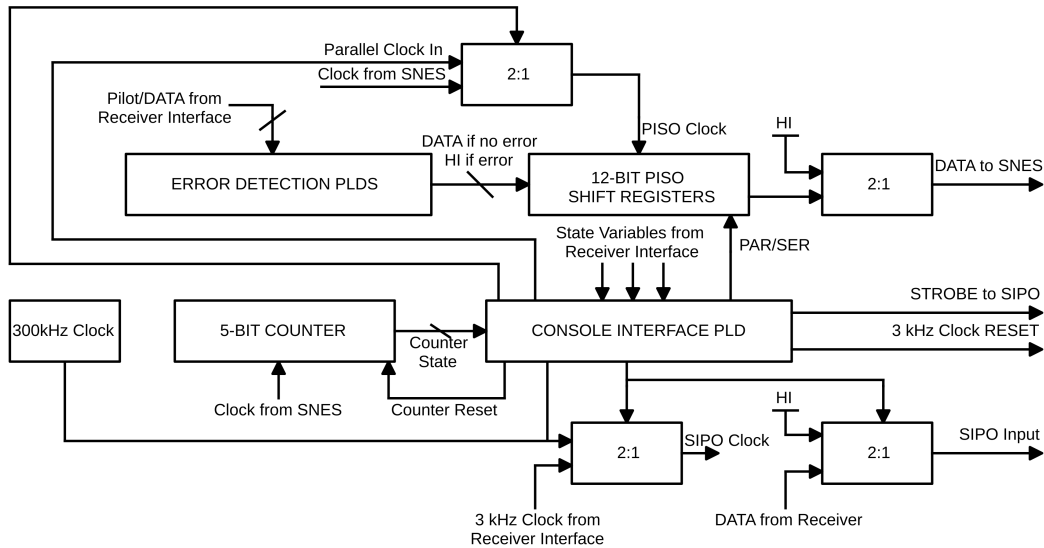 Parallel Clock In
Clock from SNES
2:1
Pilot/DATA from
Receiver Interface
DATA if no error
HI if error
PISO Clock
HI
ERROR DETECTION PLDS
12-BIT PISO
SHIFT REGISTERS
2:1
DATA to SNES
State Variables from
Receiver Interface
PAR/SER
STROBE to SIPO
300kHz Clock
5-BIT COUNTER
Counter
State
CONSOLE INTERFACE PLD
3 kHz Clock RESET
Clock from SNES
Counter Reset
HI
2:1
SIPO Clock
2:1
SIPO Input
3 kHz Clock from
Receiver Interface
DATA from Receiver